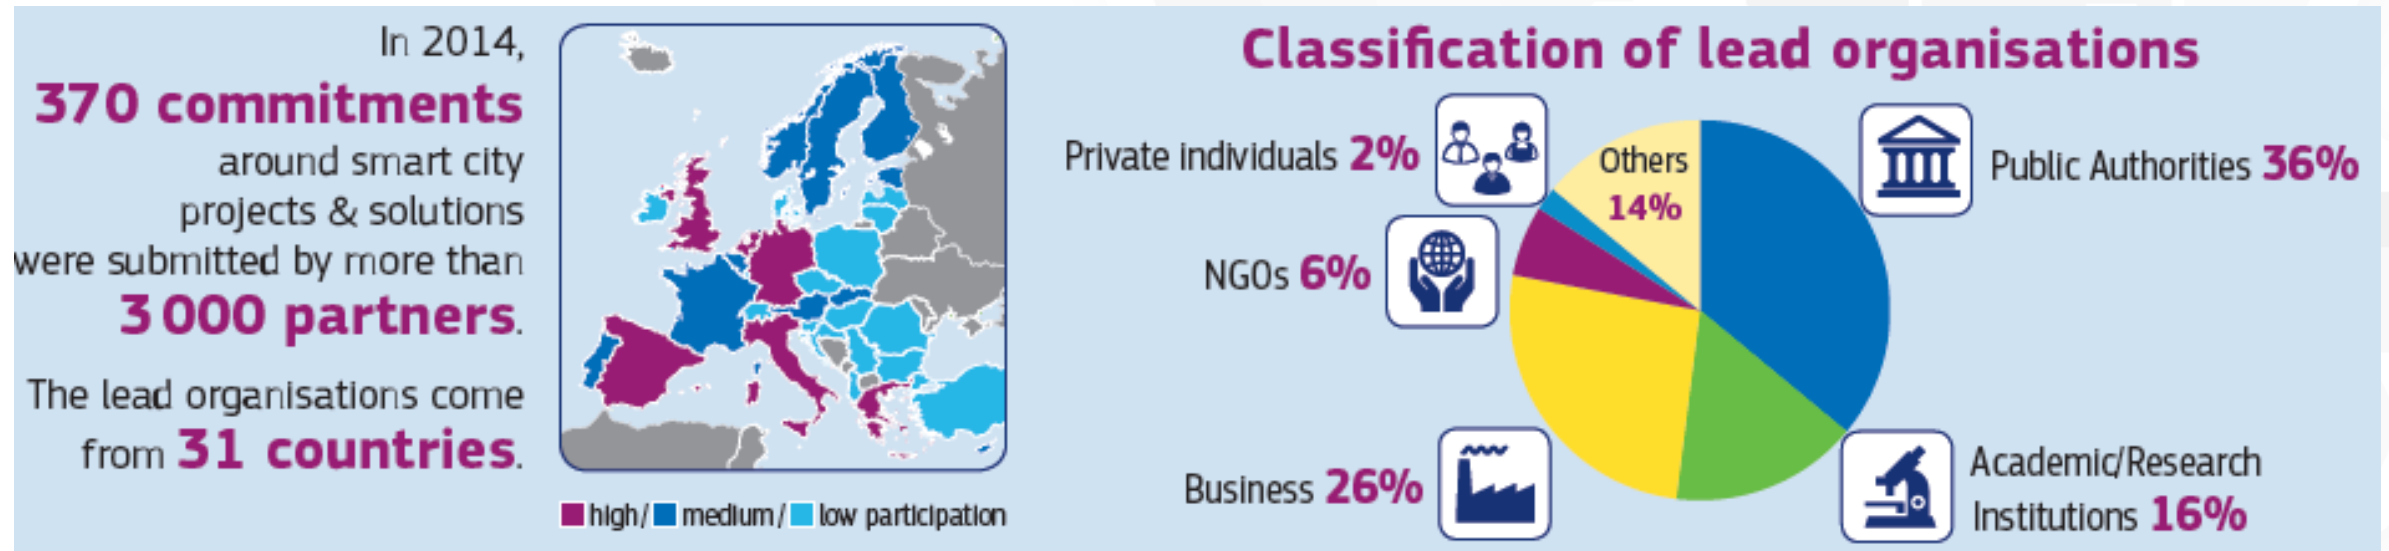 In 2014,
370 commitments
around smart city
projects & solutions
were submitted by more than
3 000 partners.
The lead organisations come
from 31 countries.
high/ medium/ low participation
Classification of lead organisations
Private individuals 2%
Others
14%
Public Authorities 36%
NGOs 6%
Business 26%
Academic/Research
Institutions 16%